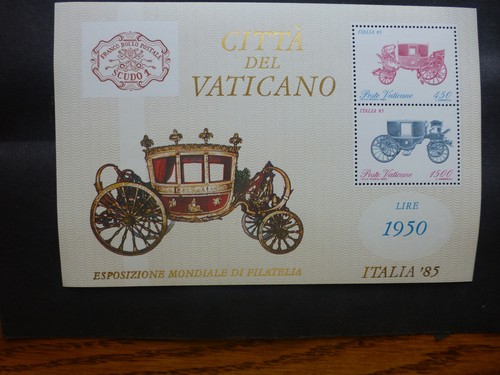 FRANCO BOLLO POSTALE
SCUDO 1
CITTÀ
DEL
VATICANO
ITALIA '85
Poste Vaticane
450
ITALIA '85
Poste Vaticane
1500
LIRE
1950
ESPOSIZIONE MONDIALE DI FILATELIA
ITALIA '85